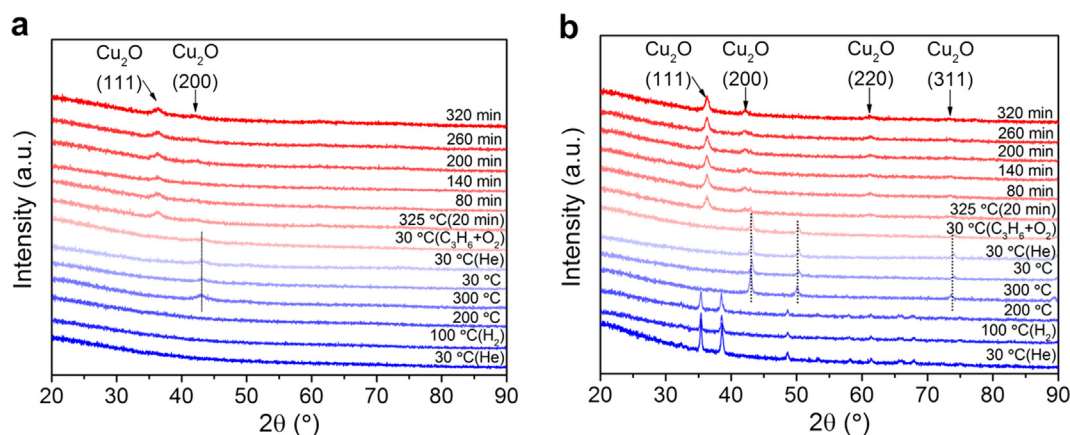 a
Cu₂O
(111)
Cu₂O
(200)
320 min
260 min
200 min
140 min
80 min
325 °C(20 min)
30 °C(C₃H₆+O₂)
30 °C(He)
30 °C
300 °C
200 °C
100 °C(H₂)
30 °C(He)
Intensity (a.u.)
20 30 40 50 60 70 80 90
2θ (°)
b
Cu₂O
(111)
Cu₂O
(200)
Cu₂O
(220)
Cu₂O
(311)
320 min
260 min
200 min
140 min
80 min
325 °C(20 min)
30 °C(C₃H₆+O₂)
30 °C(He)
30 °C
300 °C
200 °C
100 °C(H₂)
30 °C(He)
Intensity (a.u.)
20 30 40 50 60 70 80 90
2θ (°)